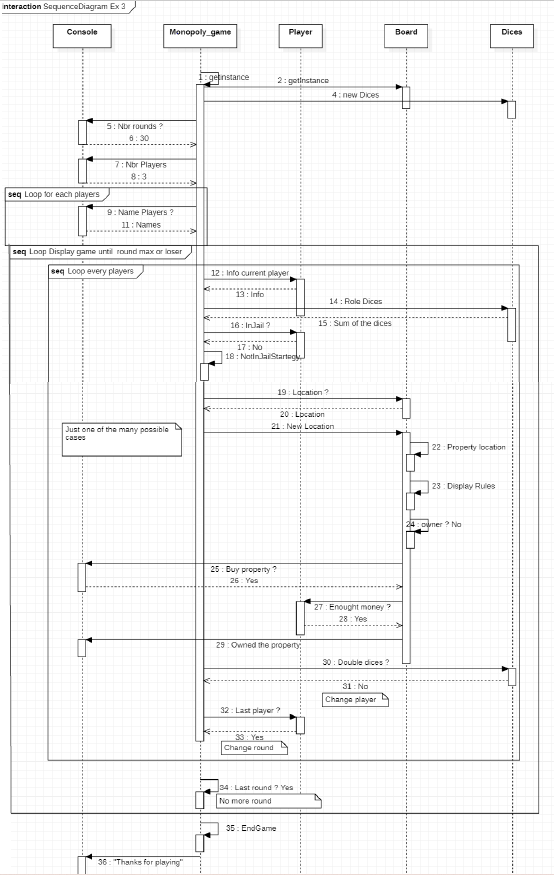 interaction SequenceDiagram Ex 3
Console
Monopoly_game
Player
Board
Dices
1 : getInstance
2 : getInstance
4 : new Dices
5 : Nbr rounds ?
6 : 30
7 : Nbr Players
8 : 3
seq Loop for each players
9 : Name Players ?
11 : Names
seq Loop Display game until round max or loser
seq Loop every players
12 : Info current player
13 : Info
14 : Role Dices
15 : Sum of the dices
16 : InJail ?
17 : No
18 : NotInJailStartegy
19 : Location ?
20 : Location
21 : New Location
Just one of the many possible
cases
22 : Property location
23 : Display Rules
24 : owner ? No
25 : Buy property ?
26 : Yes
27 : Enought money ?
28 : Yes
29 : Owned the property
30 : Double dices ?
31 : No
Change player
32 : Last player ?
33 : Yes
Change round
34 : Last round ? Yes
No more round
35 : EndGame
36 : "Thanks for playing"